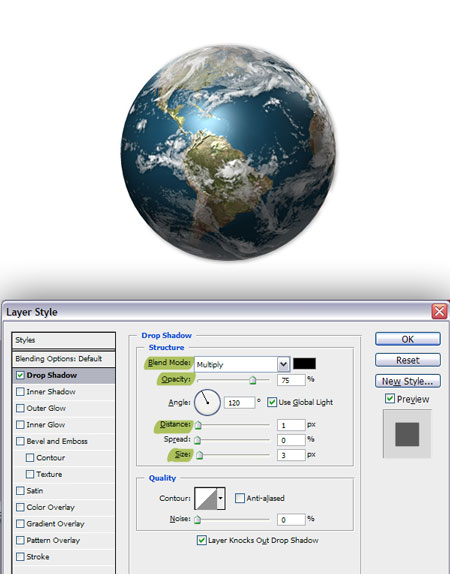 Layer Style
Styles
Blending Options: Default
Drop Shadow
Inner Shadow
Outer Glow
Inner Glow
Bevel and Emboss
Contour
Texture
Satin
Color Overlay
Gradient Overlay
Pattern Overlay
Stroke
Drop Shadow
Structure
Blend Mode: Multiply
Opacity: 75 %
Angle: 120 ° Use Global Light
Distance: 1 px
Spread: 0 %
Size: 3 px
Quality
Contour: Anti-aliased
Noise: 0 %
Layer Knocks Out Drop Shadow
OK
Reset
New Style...
Preview